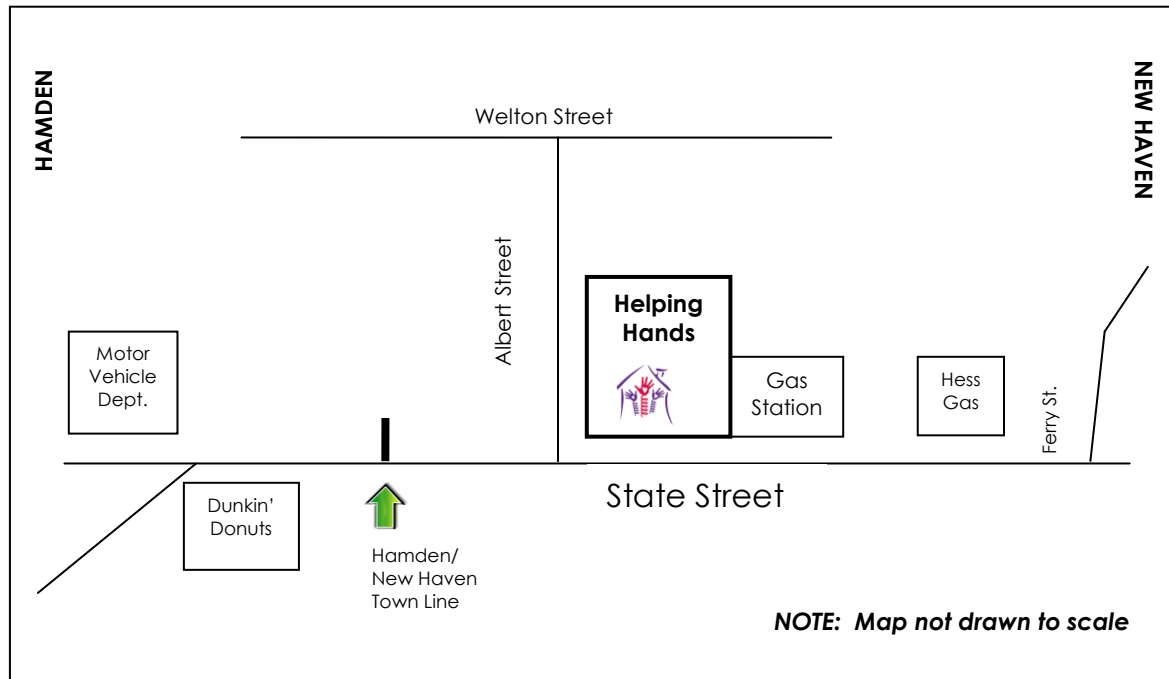 HAMDEN
NEW HAVEN
Welton Street
Albert Street
Helping
Hands
Motor
Vehicle
Dept.
Gas
Station
Hess
Gas
Ferry St.
State Street
Dunkin’
Donuts
Hamden/
New Haven
Town Line
NOTE: Map not drawn to scale